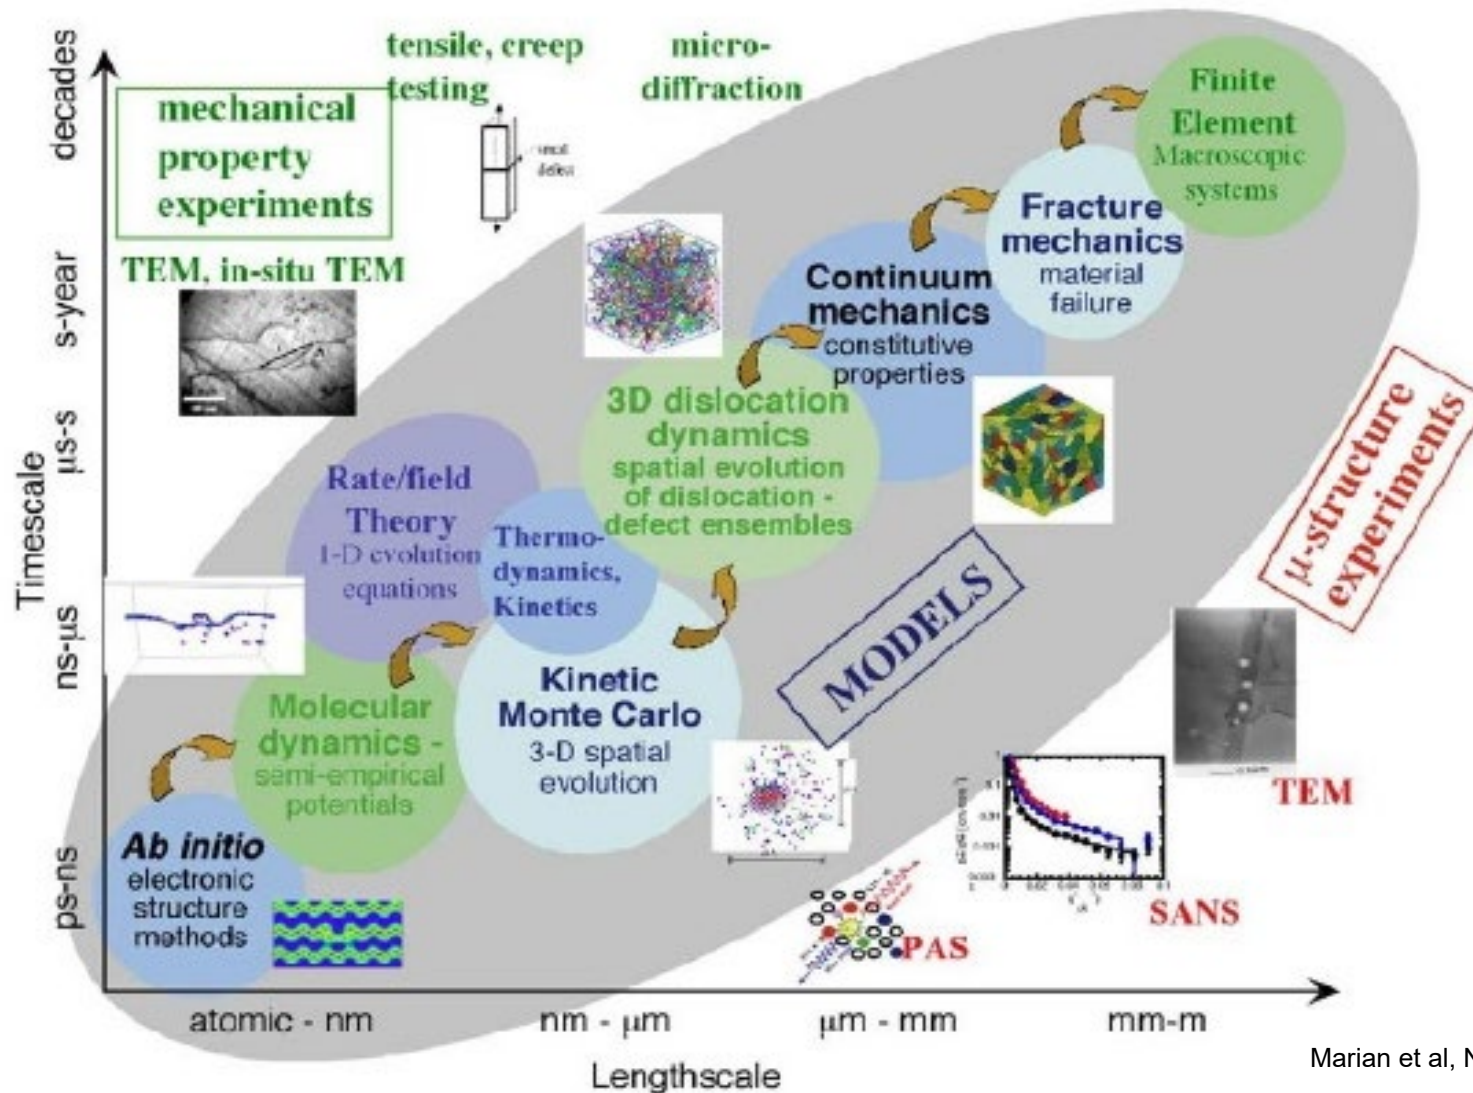 decades
s-year
μs-s
ns-μs
ps-ns
Timescale
mechanical
property
experiments
tensile, creep
testing
micro-
diffraction
TEM, in-situ TEM
Finite
Element
Macroscopic
systems
Fracture
mechanics
material
failure
Continuum
mechanics
constitutive
properties
3D dislocation
dynamics
spatial evolution
of dislocation -
defect ensembles
Rate/field
Theory
1-D evolution
equations
Thermo-
dynamics,
Kinetics
Kinetic
Monte Carlo
3-D spatial
evolution
Molecular
dynamics -
semi-empirical
potentials
Ab initio
electronic
structure
methods
MODELS
μ-structure
experiments
TEM
SANS
PAS
atomic - nm
nm - μm
μm - mm
mm-m
Lengthscale
Marian et al, N